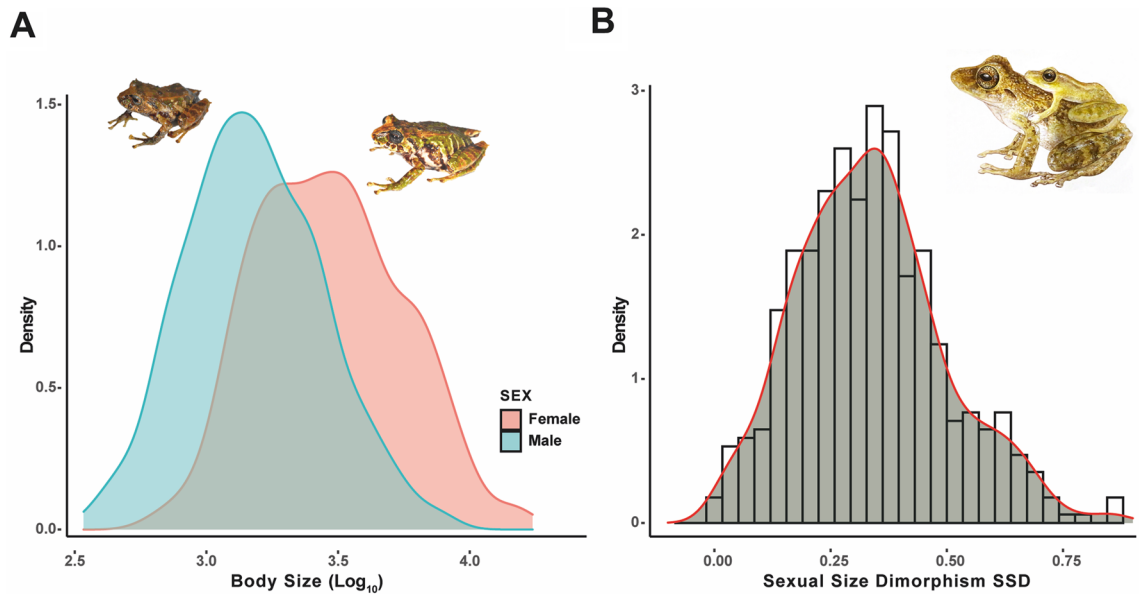 A
B
1.5-
1.0-
0.5-
0.0-
Density
SEX
Female
Male
2.5
3.0
3.5
4.0
Body Size (Log₁₀)
3-
2-
1-
0-
Density
0.00
0.25
0.50
0.75
Sexual Size Dimorphism SSD